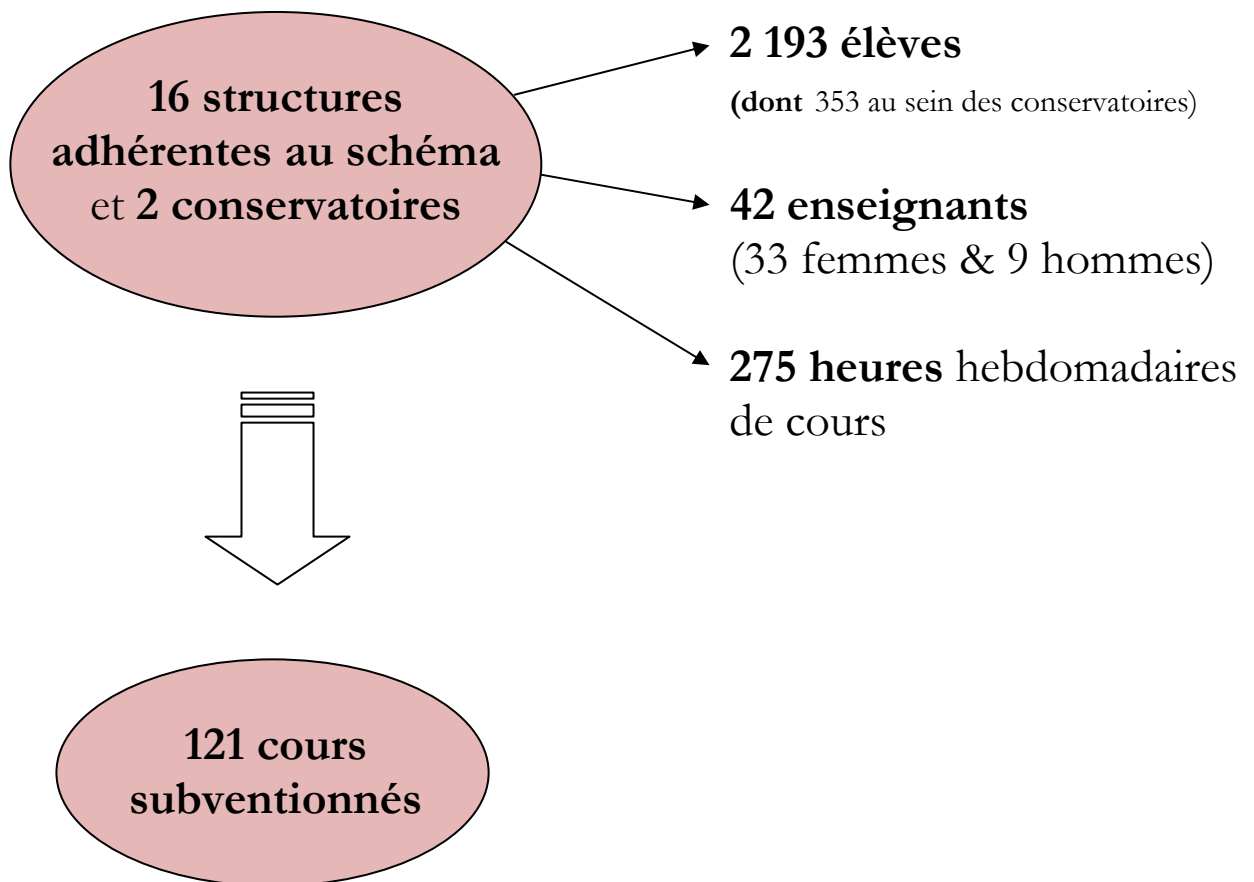 16 structures
adhérentes au schéma
et 2 conservatoires
2 193 élèves
(dont 353 au sein des conservatoires)
42 enseignants
(33 femmes & 9 hommes)
275 heures hebdomadaires
de cours
121 cours
subventionnés